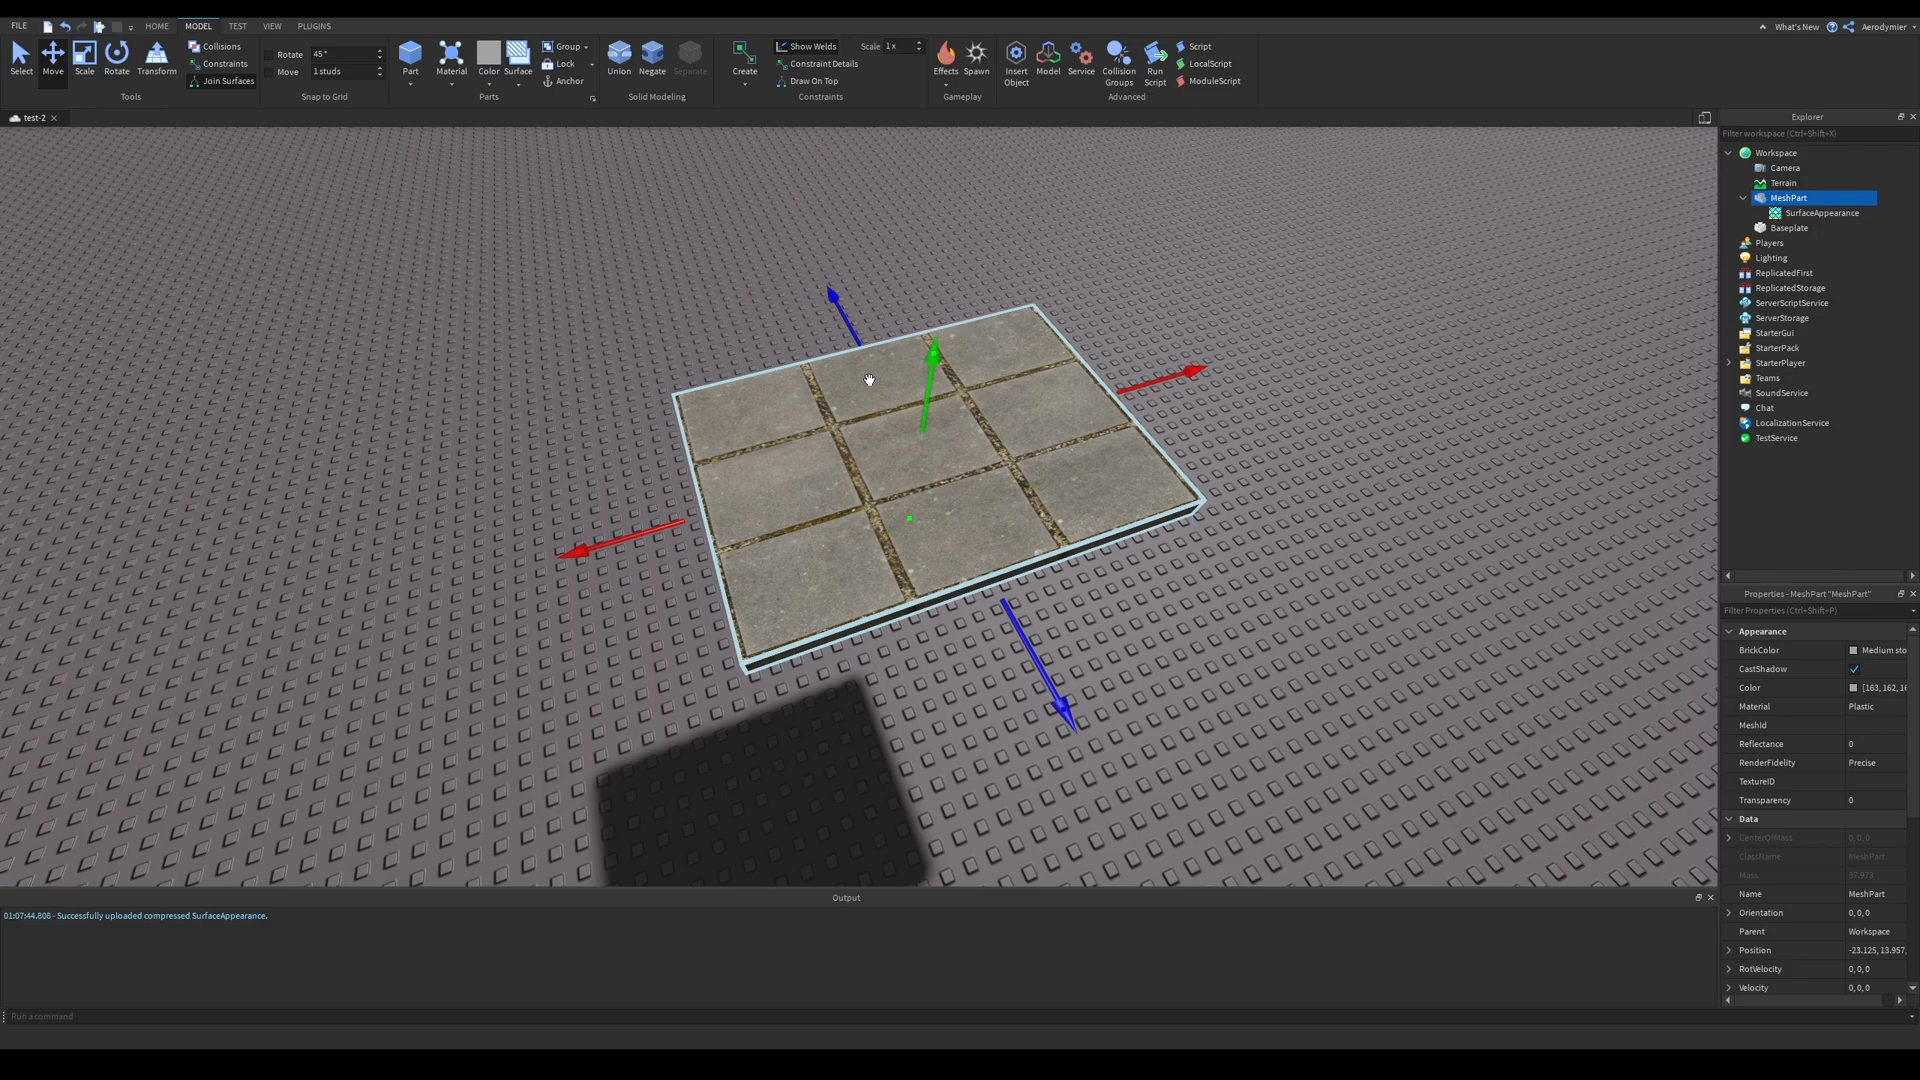 FILE
HOME
MODEL
TEST
VIEW
PLUGINS
What's New
Aerodymier
Select
Move
Scale
Rotate
Transform
Collisions
Constraints
Join Surfaces
Tools
Rotate 45°
Move 1 studs
Snap to Grid
Part
Material
Color
Surface
Group
Lock
Anchor
Parts
Union
Negate
Separate
Solid Modeling
Create
Show Welds
Scale 1 x
Constraint Details
Draw On Top
Constraints
Effects
Spawn
Gameplay
Insert Object
Model
Service
Collision Groups
Run Script
Script
LocalScript
ModuleScript
Advanced
test-2
Explorer
Filter workspace (Ctrl+Shift+X)
Workspace
Camera
Terrain
MeshPart
SurfaceAppearance
Baseplate
Players
Lighting
ReplicatedFirst
ReplicatedStorage
ServerScriptService
ServerStorage
StarterGui
StarterPack
StarterPlayer
Teams
SoundService
Chat
LocalizationService
TestService
Properties - MeshPart "MeshPart"
Filter Properties (Ctrl+Shift+P)
Appearance
BrickColor Medium sto
CastShadow
Color [163, 162, 16
Material Plastic
MeshId
Reflectance 0
RenderFidelity Precise
TextureID
Transparency 0
Data
CenterOfMass 0, 0, 0
ClassName MeshPart
Mass 37.973
Name MeshPart
Orientation 0, 0, 0
Parent Workspace
Position -23.125, 13.957,
RotVelocity 0, 0, 0
Velocity 0, 0, 0
Output
01:07:44.808 - Successfully uploaded compressed SurfaceAppearance.
Run a command